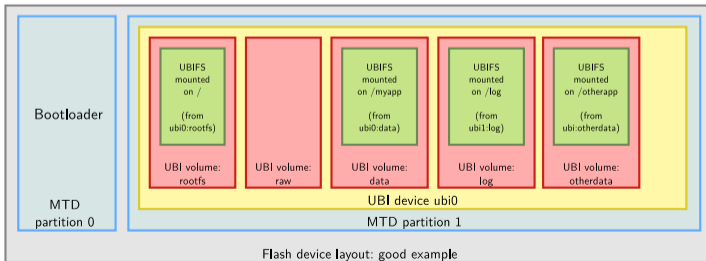 Bootloader
MTD
partition 0
UBIFS
mounted
on /
(from
ubi0:rootfs)
UBI volume:
rootfs
UBI volume:
raw
UBIFS
mounted
on /myapp
(from
ubi0:data)
UBI volume:
data
UBIFS
mounted
on /log
(from
ubi1:log)
UBI volume:
log
UBIFS
mounted
on /otherapp
(from
ubi:otherdata)
UBI volume:
otherdata
UBI device ubi0
MTD partition 1
Flash device layout: good example